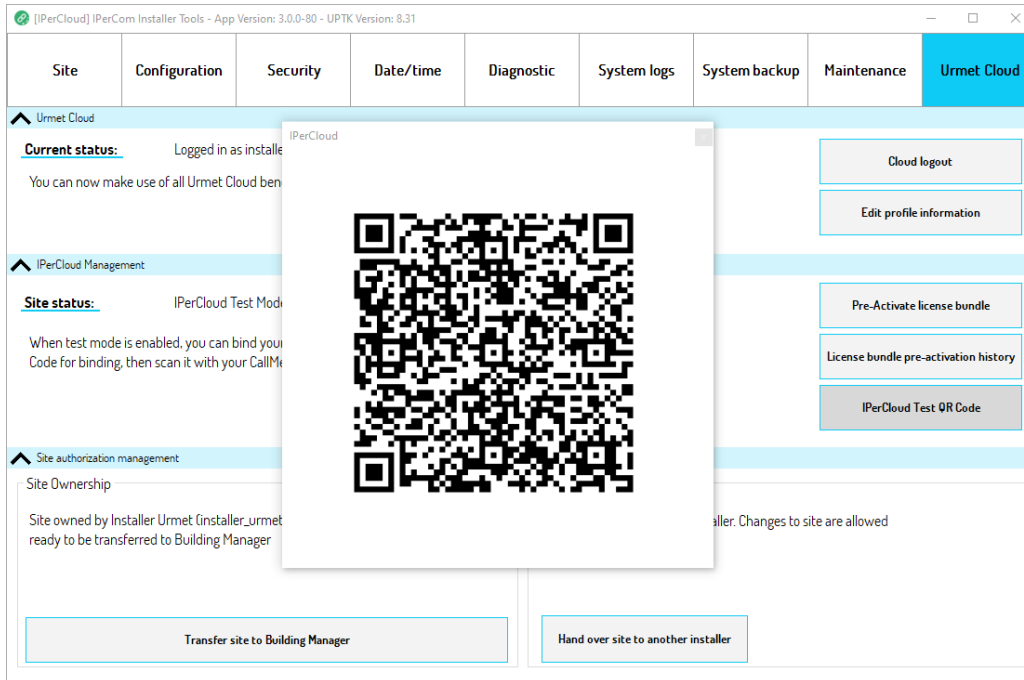 [IPerCloud] IPerCom Installer Tools - App Version: 3.0.0-80 - UPTK Version: 8.31
Site
Configuration
Security
Date/time
Diagnostic
System logs
System backup
Maintenance
Urmet Cloud
Urmet Cloud
Current status:
Logged in as installe
You can now make use of all Urmet Cloud ben
Cloud logout
Edit profile information
IPerCloud
IPerCloud Management
Site status:
IPerCloud Test Mode
When test mode is enabled, you can bind your
Code for binding, then scan it with your CallMe
Pre-Activate license bundle
License bundle pre-activation history
IPerCloud Test QR Code
Site authorization management
Site Ownership
Site owned by Installer Urmet (installer_urmet
ready to be transferred to Building Manager
aller. Changes to site are allowed
Transfer site to Building Manager
Hand over site to another installer